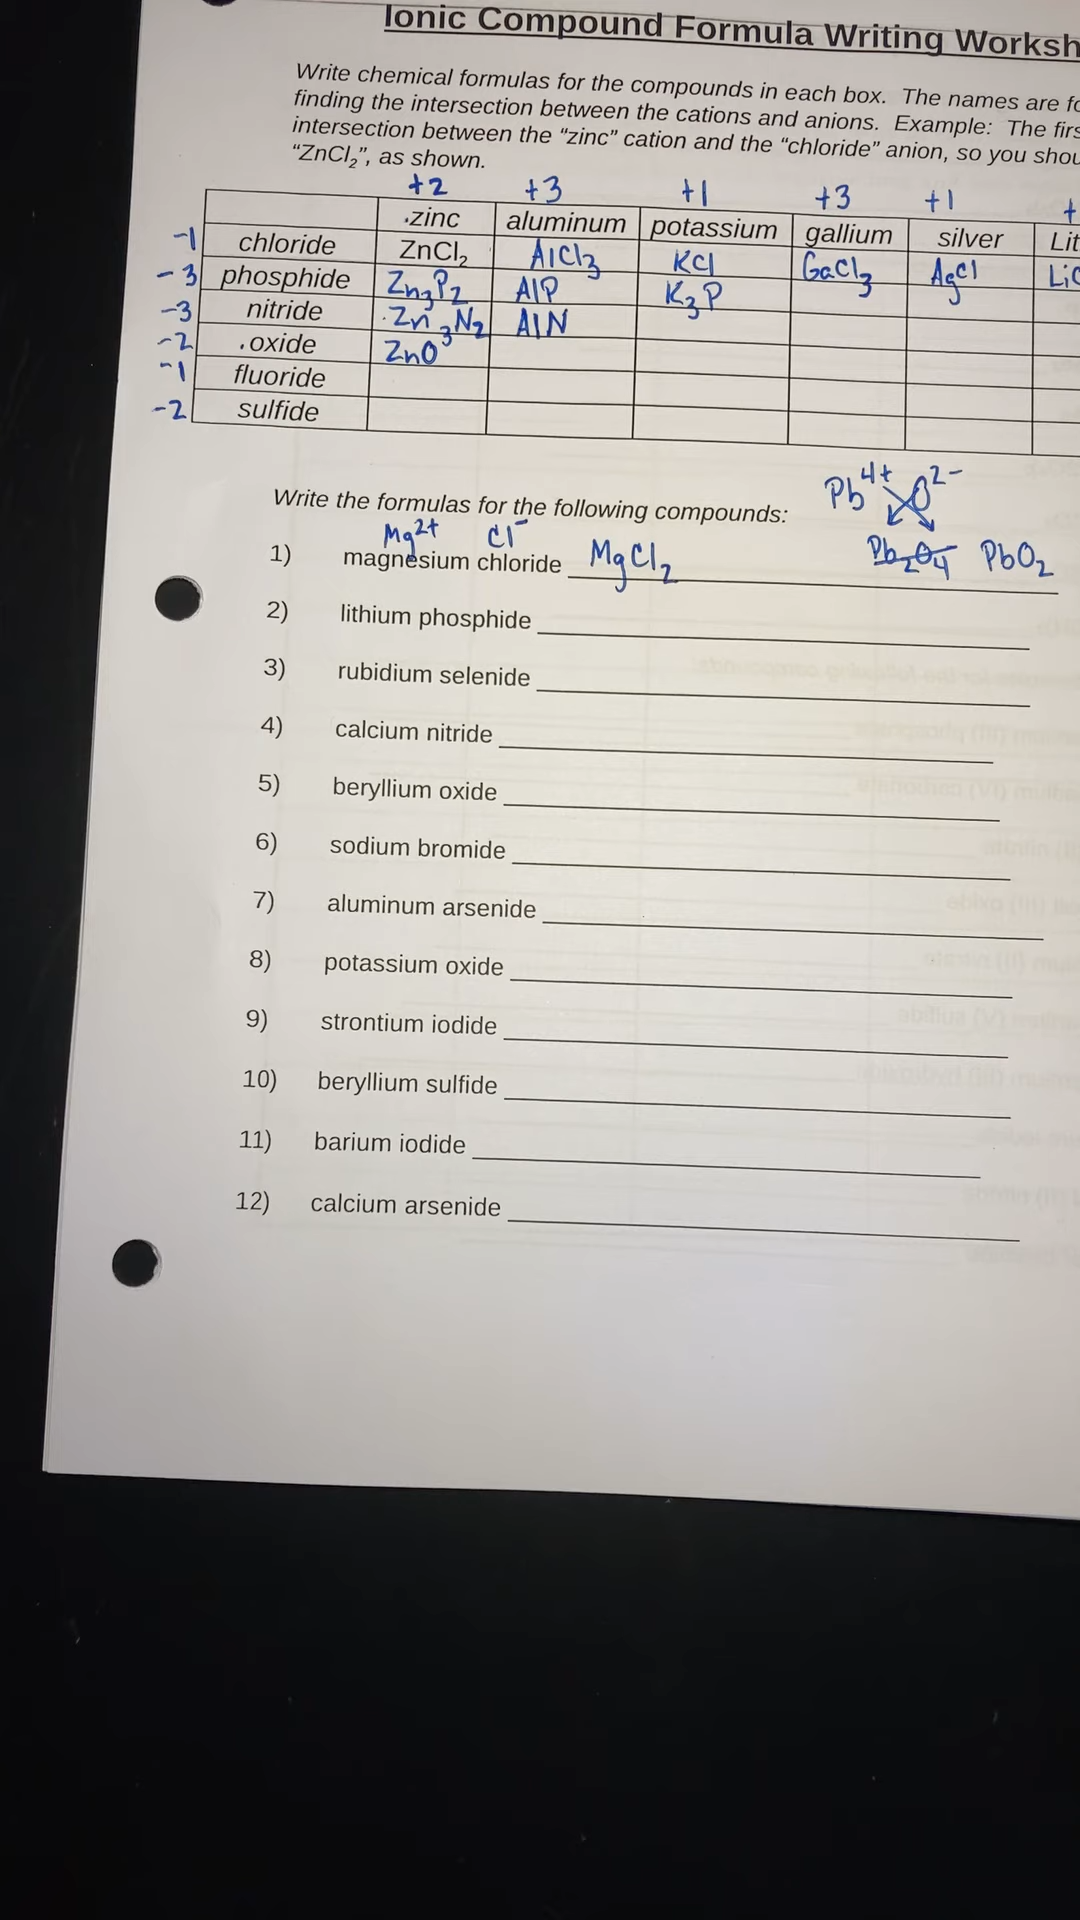 Ionic Compound Formula Writing Worksh
Write chemical formulas for the compounds in each box. The names are fo
finding the intersection between the cations and anions. Example: The firs
intersection between the "zinc" cation and the "chloride" anion, so you shou
"ZnCl₂", as shown.
+2 +3 +1 +3 +1 +
zinc aluminum potassium gallium silver Lit
-1 chloride ZnCl₂ AlCl₃ KCl GaCl₃ AgCl LiC
-3 phosphide Zn₃P₂ AlP K₃P
-3 nitride Zn₃N₂ AlN
-2 .oxide ZnO
-1 fluoride
-2 sulfide
Pb⁴⁺ O²⁻
Write the formulas for the following compounds:
Mg²⁺ Cl⁻
Pb₂O₄ PbO₂
1) magnesium chloride MgCl₂
2) lithium phosphide
3) rubidium selenide
4) calcium nitride
5) beryllium oxide
6) sodium bromide
7) aluminum arsenide
8) potassium oxide
9) strontium iodide
10) beryllium sulfide
11) barium iodide
12) calcium arsenide